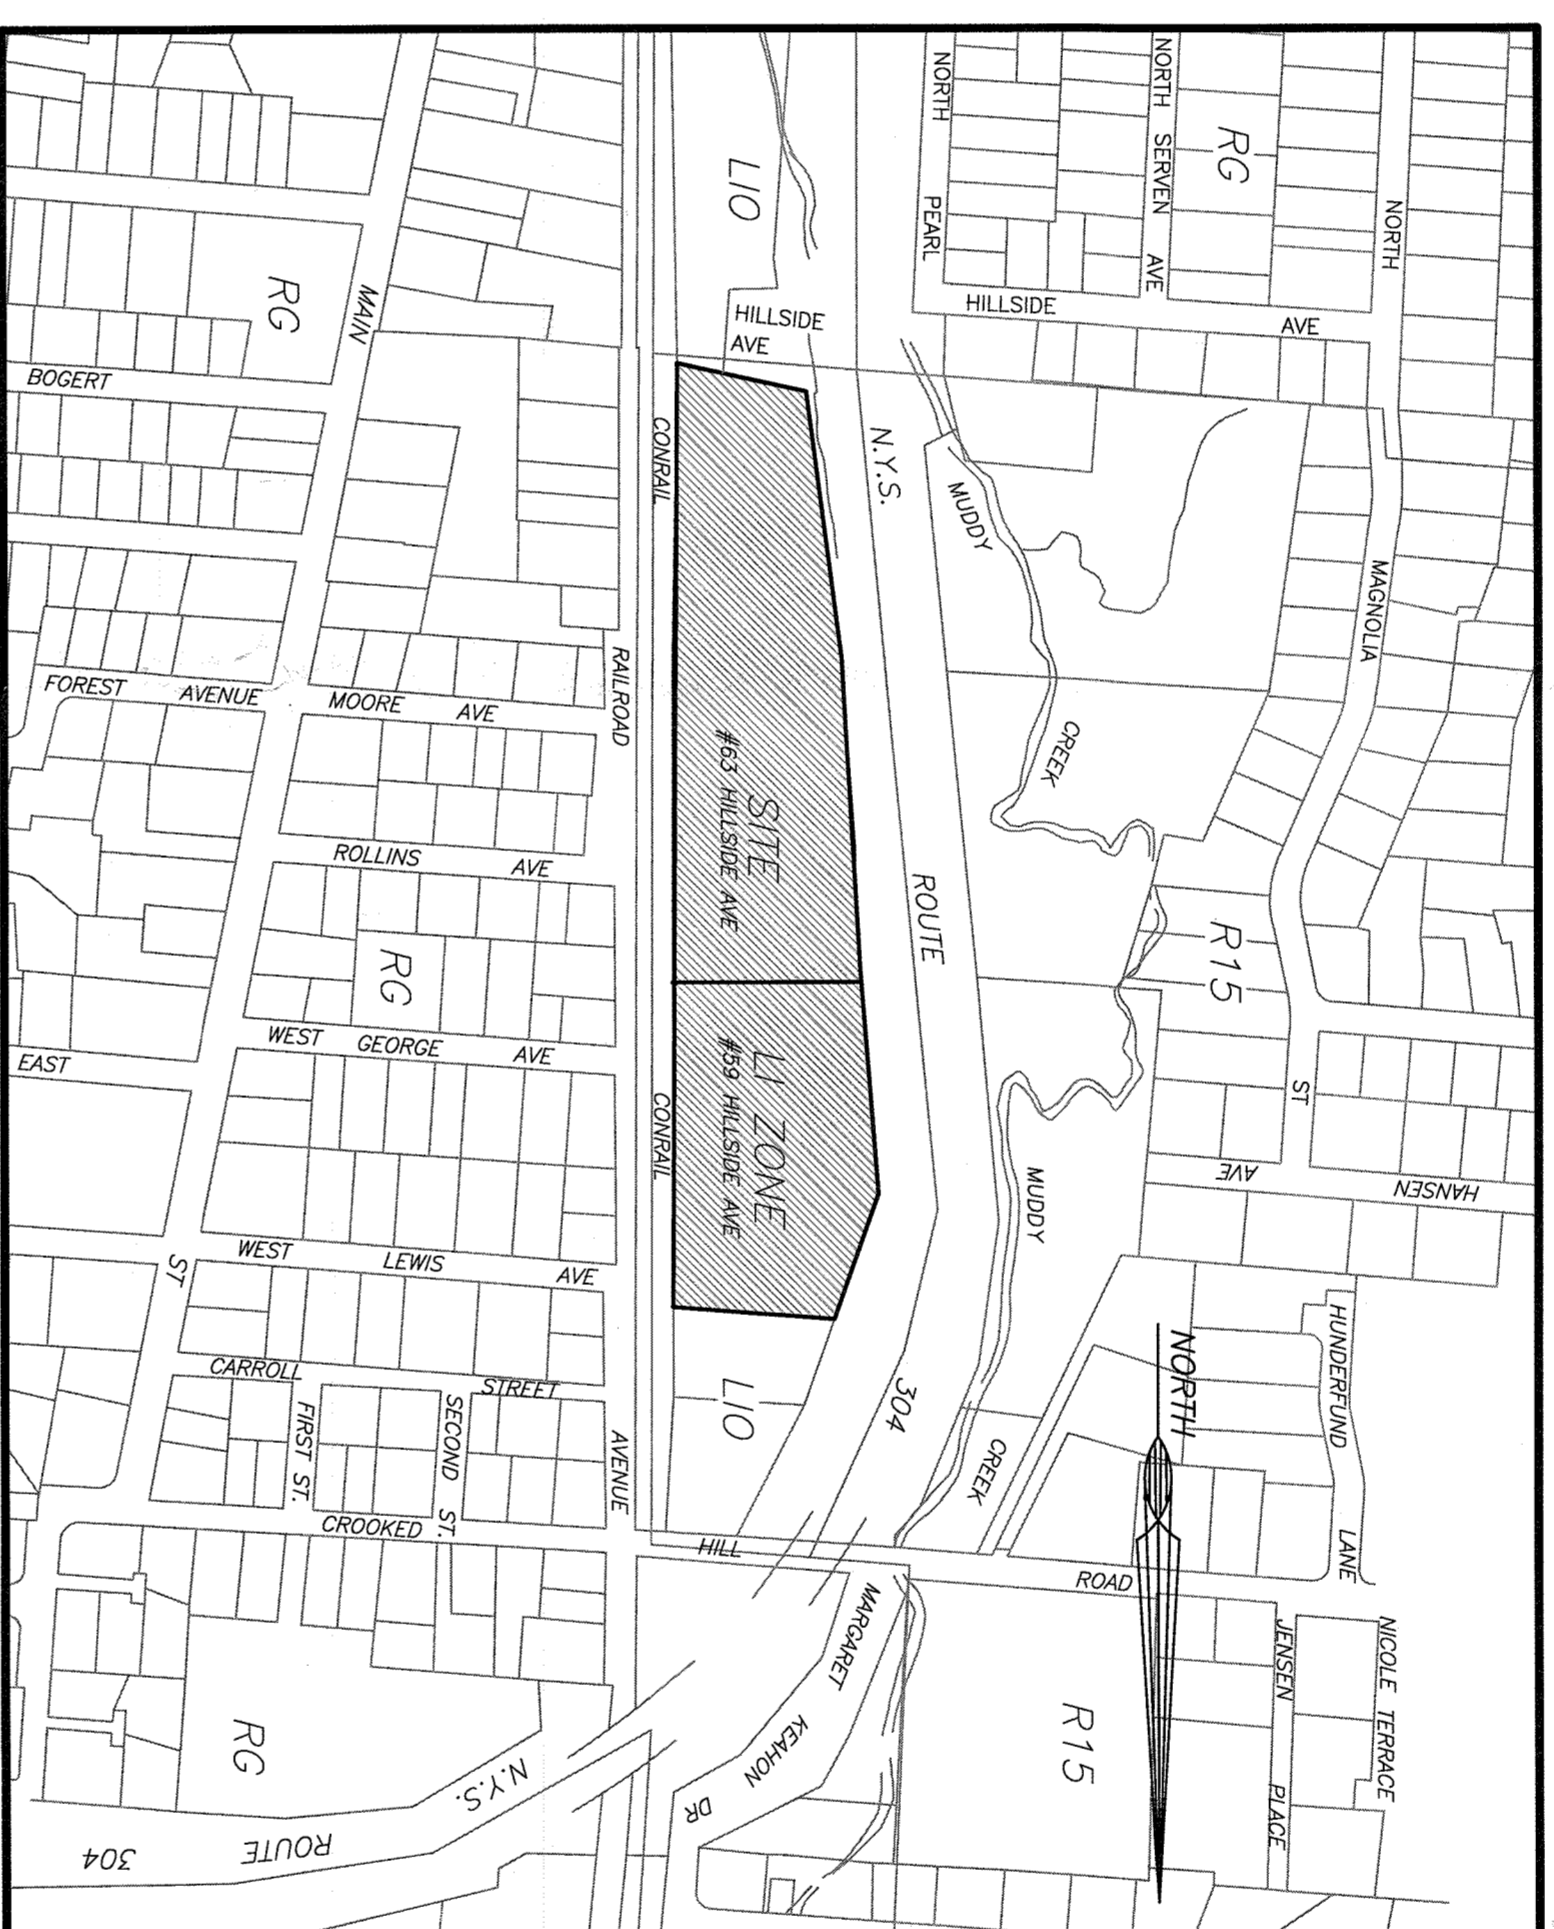 NORTH PEARL
NORTH SERVEN AVE
RG
NORTH
LIO
HILLSIDE AVE
HILLSIDE
AVE
RG
MAIN
BOGERT
CONRAIL
N.Y.S.
MUDDY
MAGNOLIA
FOREST AVENUE
MOORE AVE
RAILROAD
CREEK
SITE
#63 HILLSIDE AVE
ROLLINS AVE
ROUTE
RG
R15
EAST
WEST GEORGE AVE
CONRAIL
LI ZONE
#59 HILLSIDE AVE
ST
MUDDY
AVE
HANSEN
WEST LEWIS AVE
ST
CARROLL STREET
FIRST ST.
SECOND ST.
AVENUE
LIO
304
CREEK
NORTH
HUNDERFUND LANE
CROOKED
HILL
ROAD
MARGARET
KEAHON
DR
R15
JENSEN PLACE
NICOLE TERRACE
RG
N.Y.S.
ROUTE
304